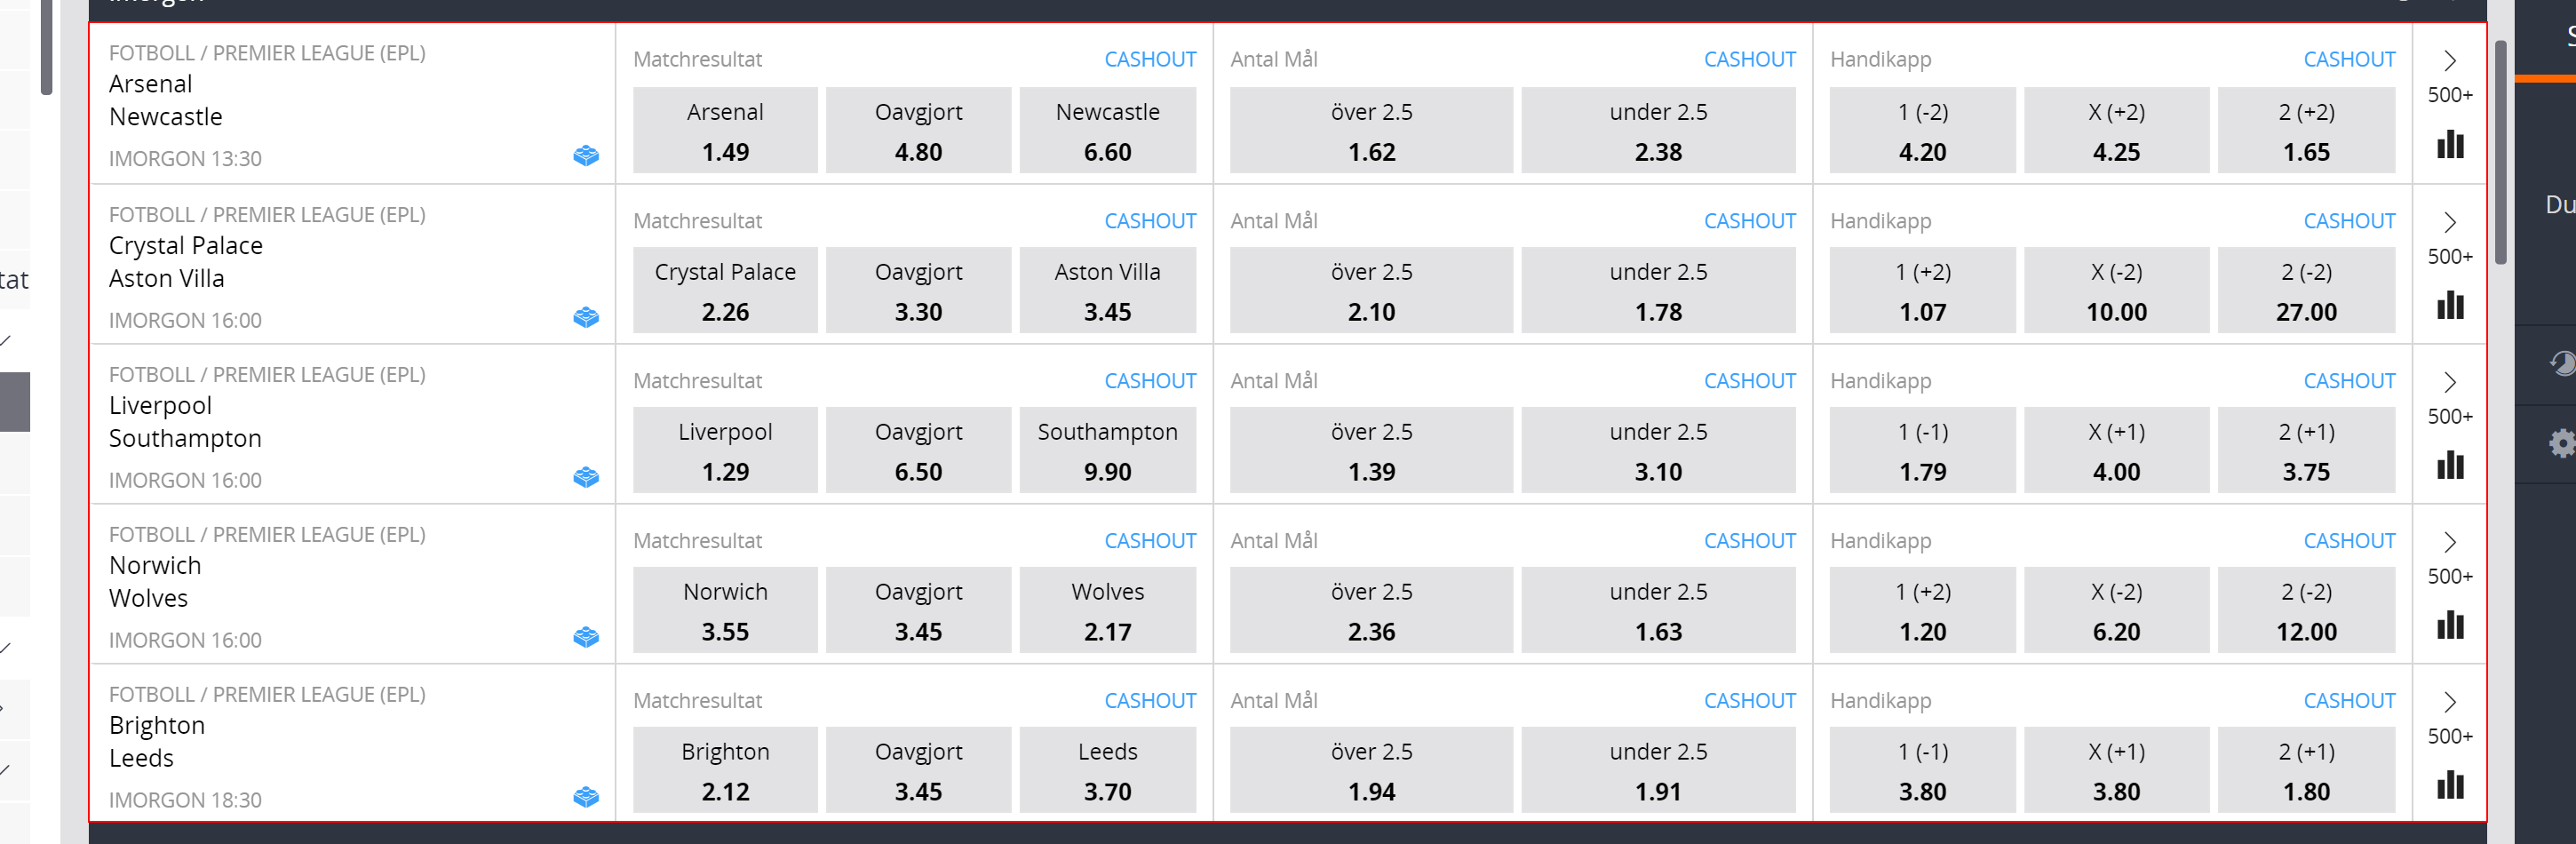 FOTBOLL / PREMIER LEAGUE (EPL)
Arsenal
Newcastle
IMORGON 13:30
Matchresultat CASHOUT
Arsenal Oavgjort Newcastle
1.49 4.80 6.60
Antal Mål CASHOUT
över 2.5 under 2.5
1.62 2.38
Handikapp CASHOUT
1 (-2) X (+2) 2 (+2)
4.20 4.25 1.65
500+
FOTBOLL / PREMIER LEAGUE (EPL)
Crystal Palace
Aston Villa
IMORGON 16:00
Matchresultat CASHOUT
Crystal Palace Oavgjort Aston Villa
2.26 3.30 3.45
Antal Mål CASHOUT
över 2.5 under 2.5
2.10 1.78
Handikapp CASHOUT
1 (+2) X (-2) 2 (-2)
1.07 10.00 27.00
500+
FOTBOLL / PREMIER LEAGUE (EPL)
Liverpool
Southampton
IMORGON 16:00
Matchresultat CASHOUT
Liverpool Oavgjort Southampton
1.29 6.50 9.90
Antal Mål CASHOUT
över 2.5 under 2.5
1.39 3.10
Handikapp CASHOUT
1 (-1) X (+1) 2 (+1)
1.79 4.00 3.75
500+
FOTBOLL / PREMIER LEAGUE (EPL)
Norwich
Wolves
IMORGON 16:00
Matchresultat CASHOUT
Norwich Oavgjort Wolves
3.55 3.45 2.17
Antal Mål CASHOUT
över 2.5 under 2.5
2.36 1.63
Handikapp CASHOUT
1 (+2) X (-2) 2 (-2)
1.20 6.20 12.00
500+
FOTBOLL / PREMIER LEAGUE (EPL)
Brighton
Leeds
IMORGON 18:30
Matchresultat CASHOUT
Brighton Oavgjort Leeds
2.12 3.45 3.70
Antal Mål CASHOUT
över 2.5 under 2.5
1.94 1.91
Handikapp CASHOUT
1 (-1) X (+1) 2 (+1)
3.80 3.80 1.80
500+
tat
Du